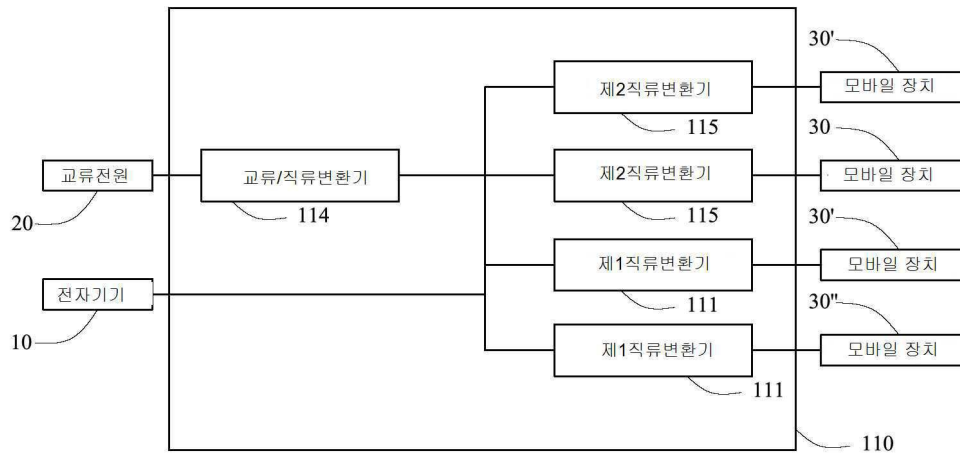 30'
제2직류변환기
모바일 장치
115
30
교류전원
교류/직류변환기
제2직류변환기
모바일 장치
20
114
115
30'
제1직류변환기
모바일 장치
전자기기
111
30"
10
제1직류변환기
모바일 장치
111
110